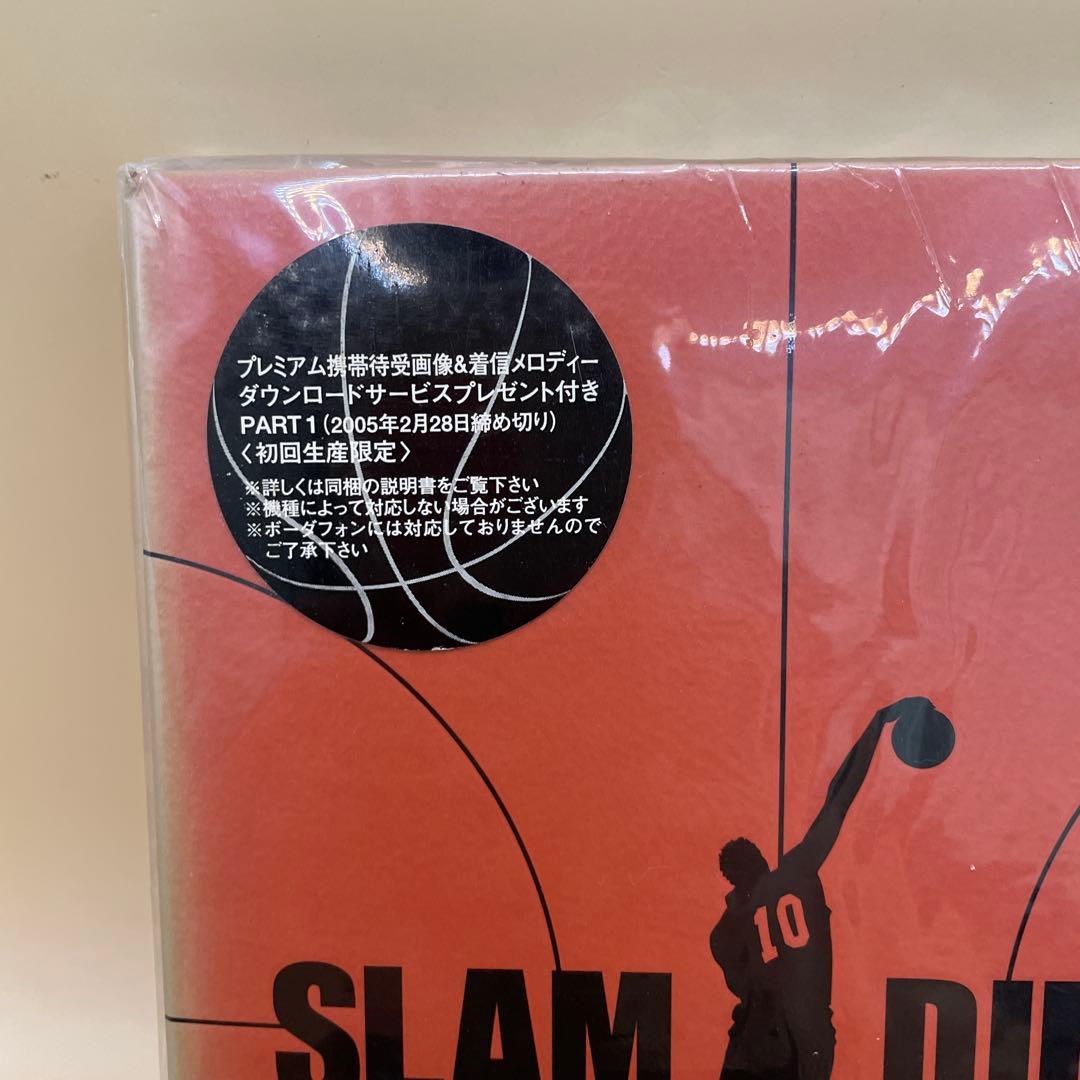 プレミアム携帯待受画像&着信メロディー
ダウンロードサービスプレゼント付き
PART 1（2005年2月28日締め切り）
〈初回生産限定〉
※詳しくは同梱の説明書をご覧下さい
※機種によって対応しない場合がございます
※ボーダフォンには対応しておりませんので
ご了承下さい
10
SLAM DU